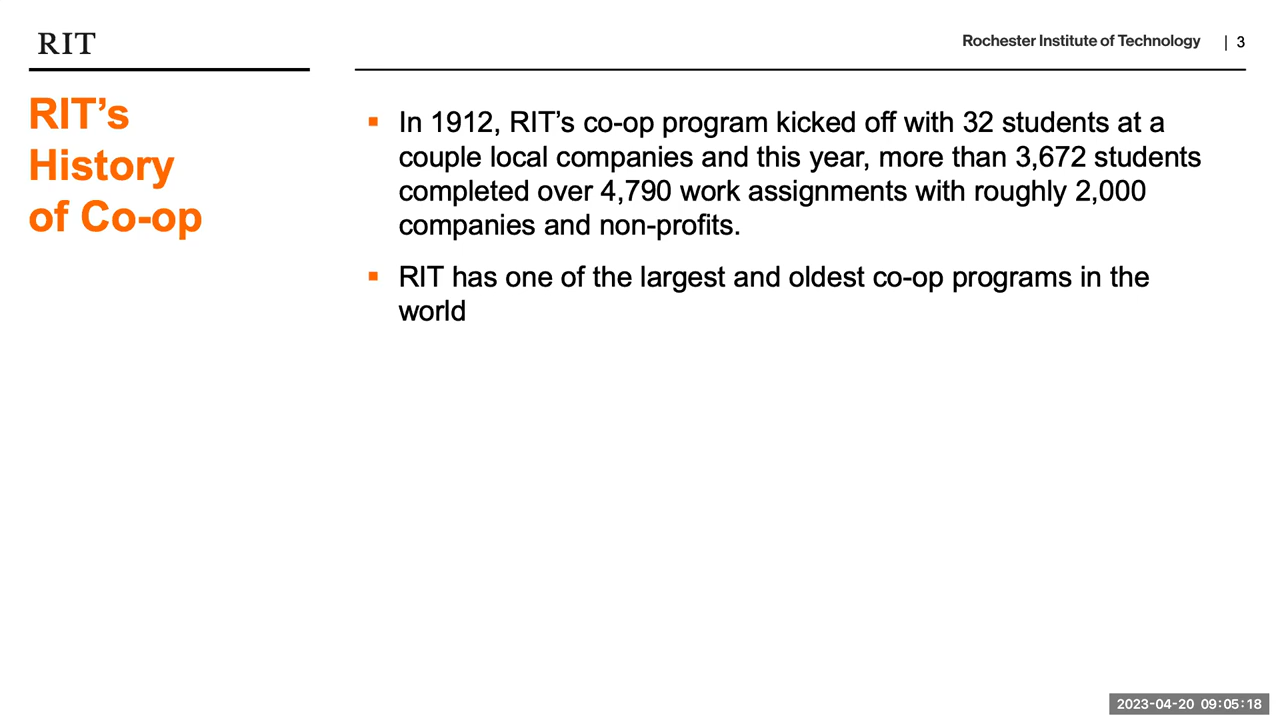 RIT
Rochester Institute of Technology | 3
RIT’s
History
of Co-op
▪ In 1912, RIT’s co-op program kicked off with 32 students at a
couple local companies and this year, more than 3,672 students
completed over 4,790 work assignments with roughly 2,000
companies and non-profits.
▪ RIT has one of the largest and oldest co-op programs in the
world
2023-04-20 09:05:18